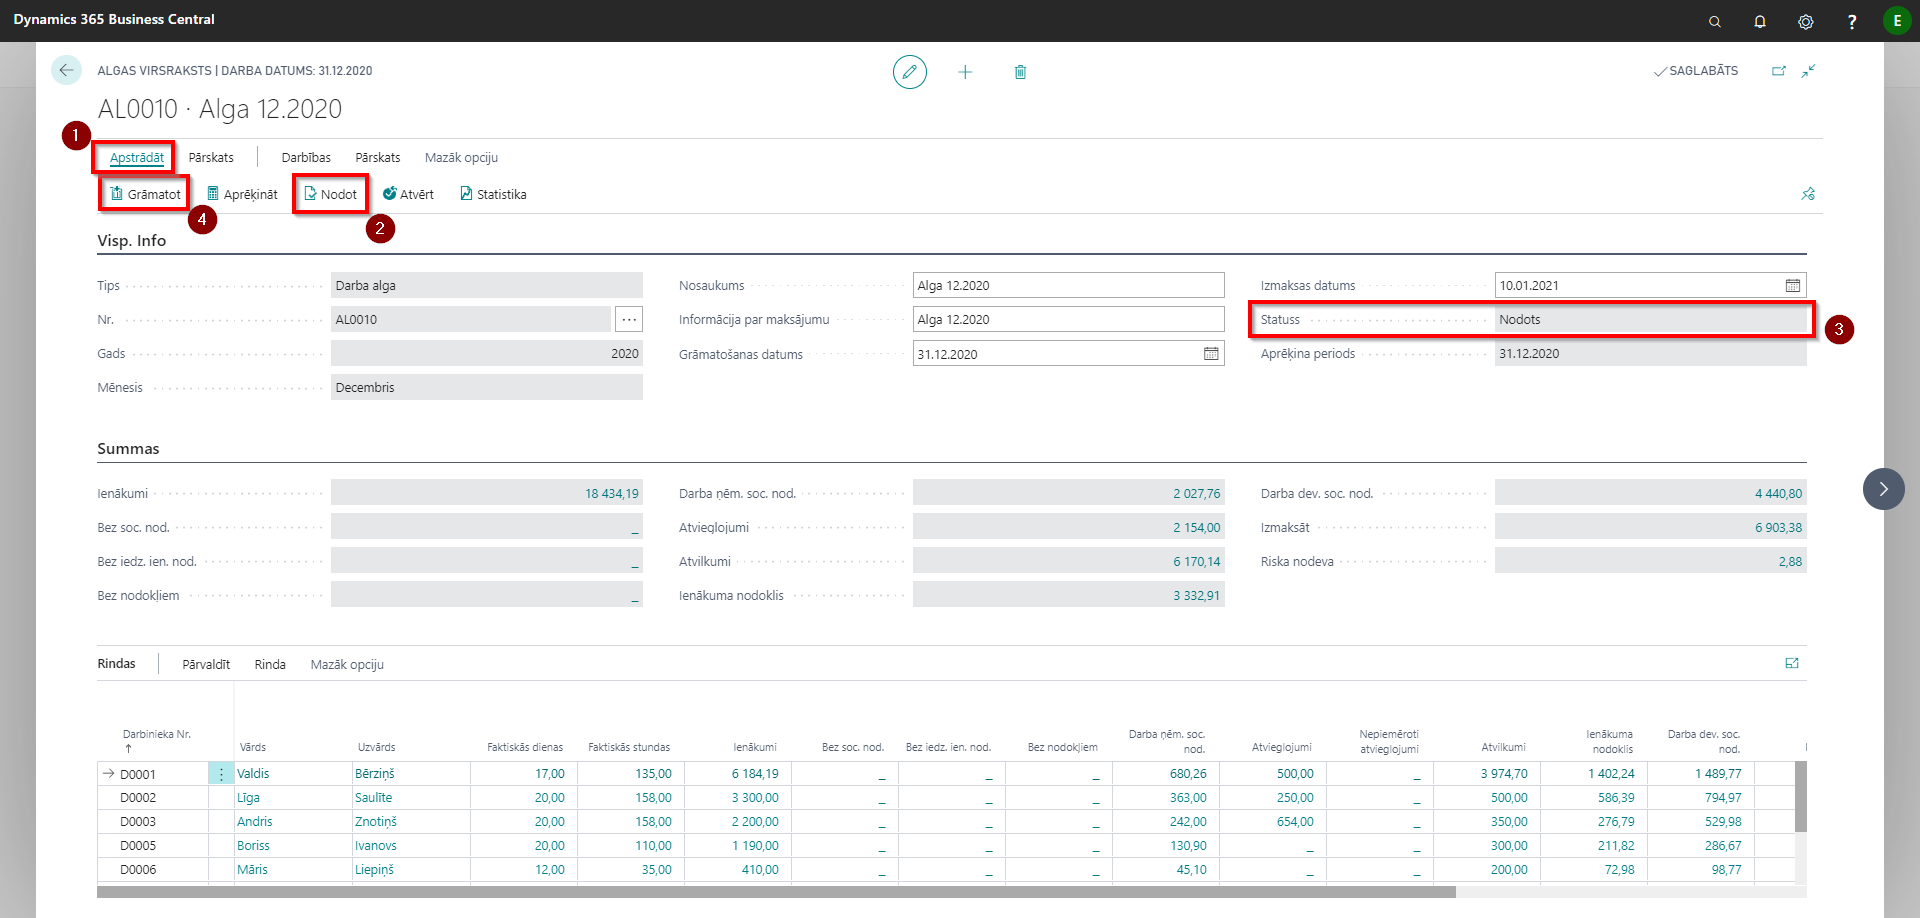 Dynamics 365 Business Central
?
E
ALGAS VIRSRAKSTS | DARBA DATUMS: 31.12.2020
SAGLABĀTS
AL0010 · Alga 12.2020
1
Apstrādāt Pārskats Darbības Pārskats Mazāk opciju
Grāmatot Aprēķināt Nodot Atvērt Statistika
4
2
Visp. Info
Tips Darba alga Nosaukums Alga 12.2020 Izmaksas datums 10.01.2021
Nr. AL0010 ... Informācija par maksājumu Alga 12.2020 Statuss Nodots
3
Gads 2020 Grāmatošanas datums 31.12.2020 Aprēķina periods 31.12.2020
Mēnesis Decembris
Summas
Ienākumi 18 434,19 Darba ņēm. soc. nod. 2 027,76 Darba dev. soc. nod. 4 440,80
Bez soc. nod. _ Atvieglojumi 2 154,00 Izmaksāt 6 903,38
Bez iedz. ien. nod. _ Atvilkumi 6 170,14 Riska nodeva 2,88
Bez nodokļiem _ Ienākuma nodoklis 3 332,91
Rindas Pārvaldīt Rinda Mazāk opciju
Darbinieka Nr. ↑ Vārds Uzvārds Faktiskās dienas Faktiskās stundas Ienākumi Bez soc. nod. Bez iedz. ien. nod. Bez nodokļiem Darba ņēm. soc. nod. Atvieglojumi Nepiemēroti atvieglojumi Atvilkumi Ienākuma nodoklis Darba dev. soc. nod.
→ D0001 Valdis Bērziņš 17,00 135,00 6 184,19 _ _ _ 680,26 500,00 _ 3 974,70 1 402,24 1 489,77
D0002 Līga Saulīte 20,00 158,00 3 300,00 _ _ _ 363,00 250,00 _ 500,00 586,39 794,97
D0003 Andris Znotiņš 20,00 158,00 2 200,00 _ _ _ 242,00 654,00 _ 350,00 276,79 529,98
D0005 Boriss Ivanovs 20,00 110,00 1 190,00 _ _ _ 130,90 _ _ 300,00 211,82 286,67
D0006 Māris Liepiņš 12,00 35,00 410,00 _ _ _ 45,10 _ _ 200,00 72,98 98,77